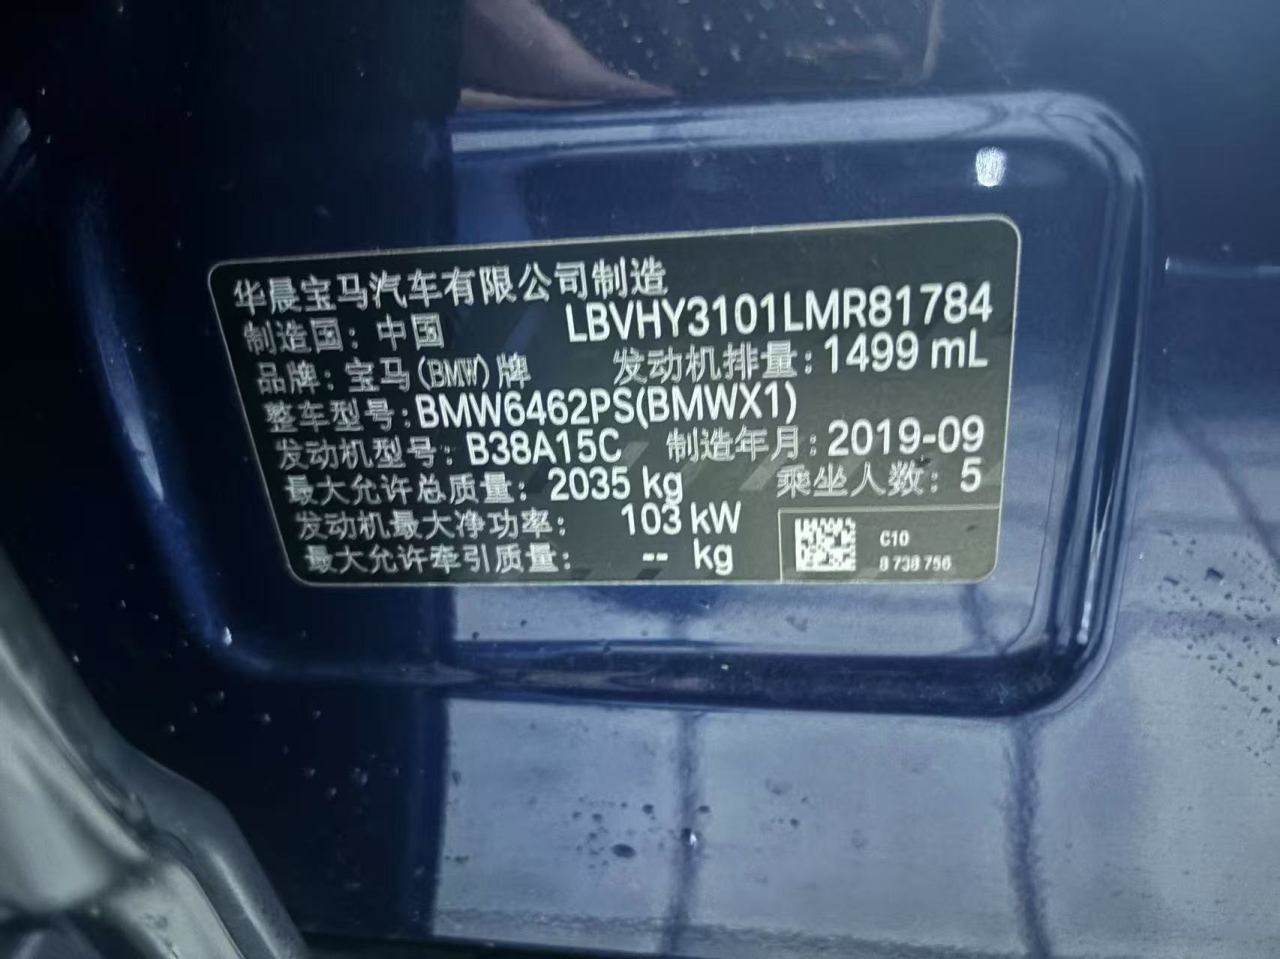 华晨宝马汽车有限公司制造
制造国：中国 LBVHY3101LMR81784
品牌：宝马(BMW)牌 发动机排量：1499 mL
整车型号：BMW6462PS(BMWX1)
发动机型号：B38A15C 制造年月：2019-09
最大允许总质量：2035 kg 乘坐人数：5
发动机最大净功率： 103 kW
最大允许牵引质量： -- kg
C10
8 738 756